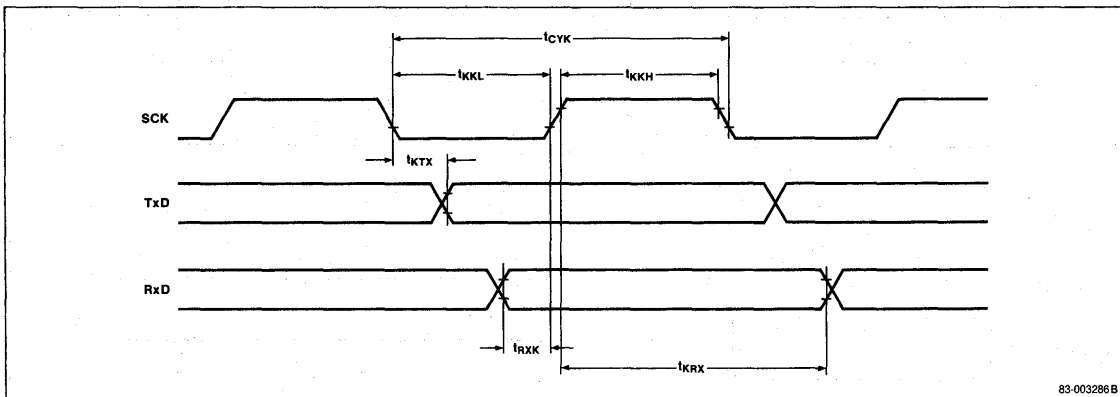 tCYK
tKKL
tKKH
SCK
tKTX
TxD
RxD
tRXK
tKRX
83-003286B